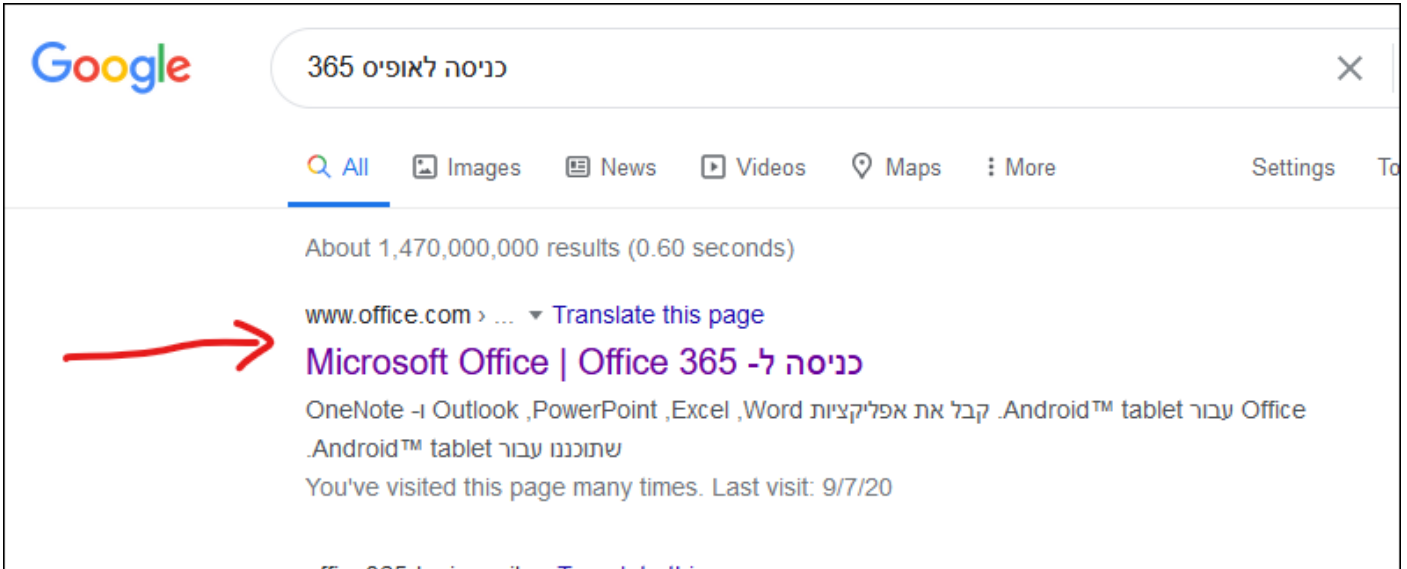 Google
כניסה לאופיס 365
All Images News Videos Maps More Settings
About 1,470,000,000 results (0.60 seconds)
www.office.com › ... Translate this page
Microsoft Office | Office 365 -כניסה ל
Office עבור Android™ tablet. קבל את אפליקציות Word, Excel, PowerPoint, Outlook ו- OneNote
שתוכננו עבור Android™ tablet.
You've visited this page many times. Last visit: 9/7/20